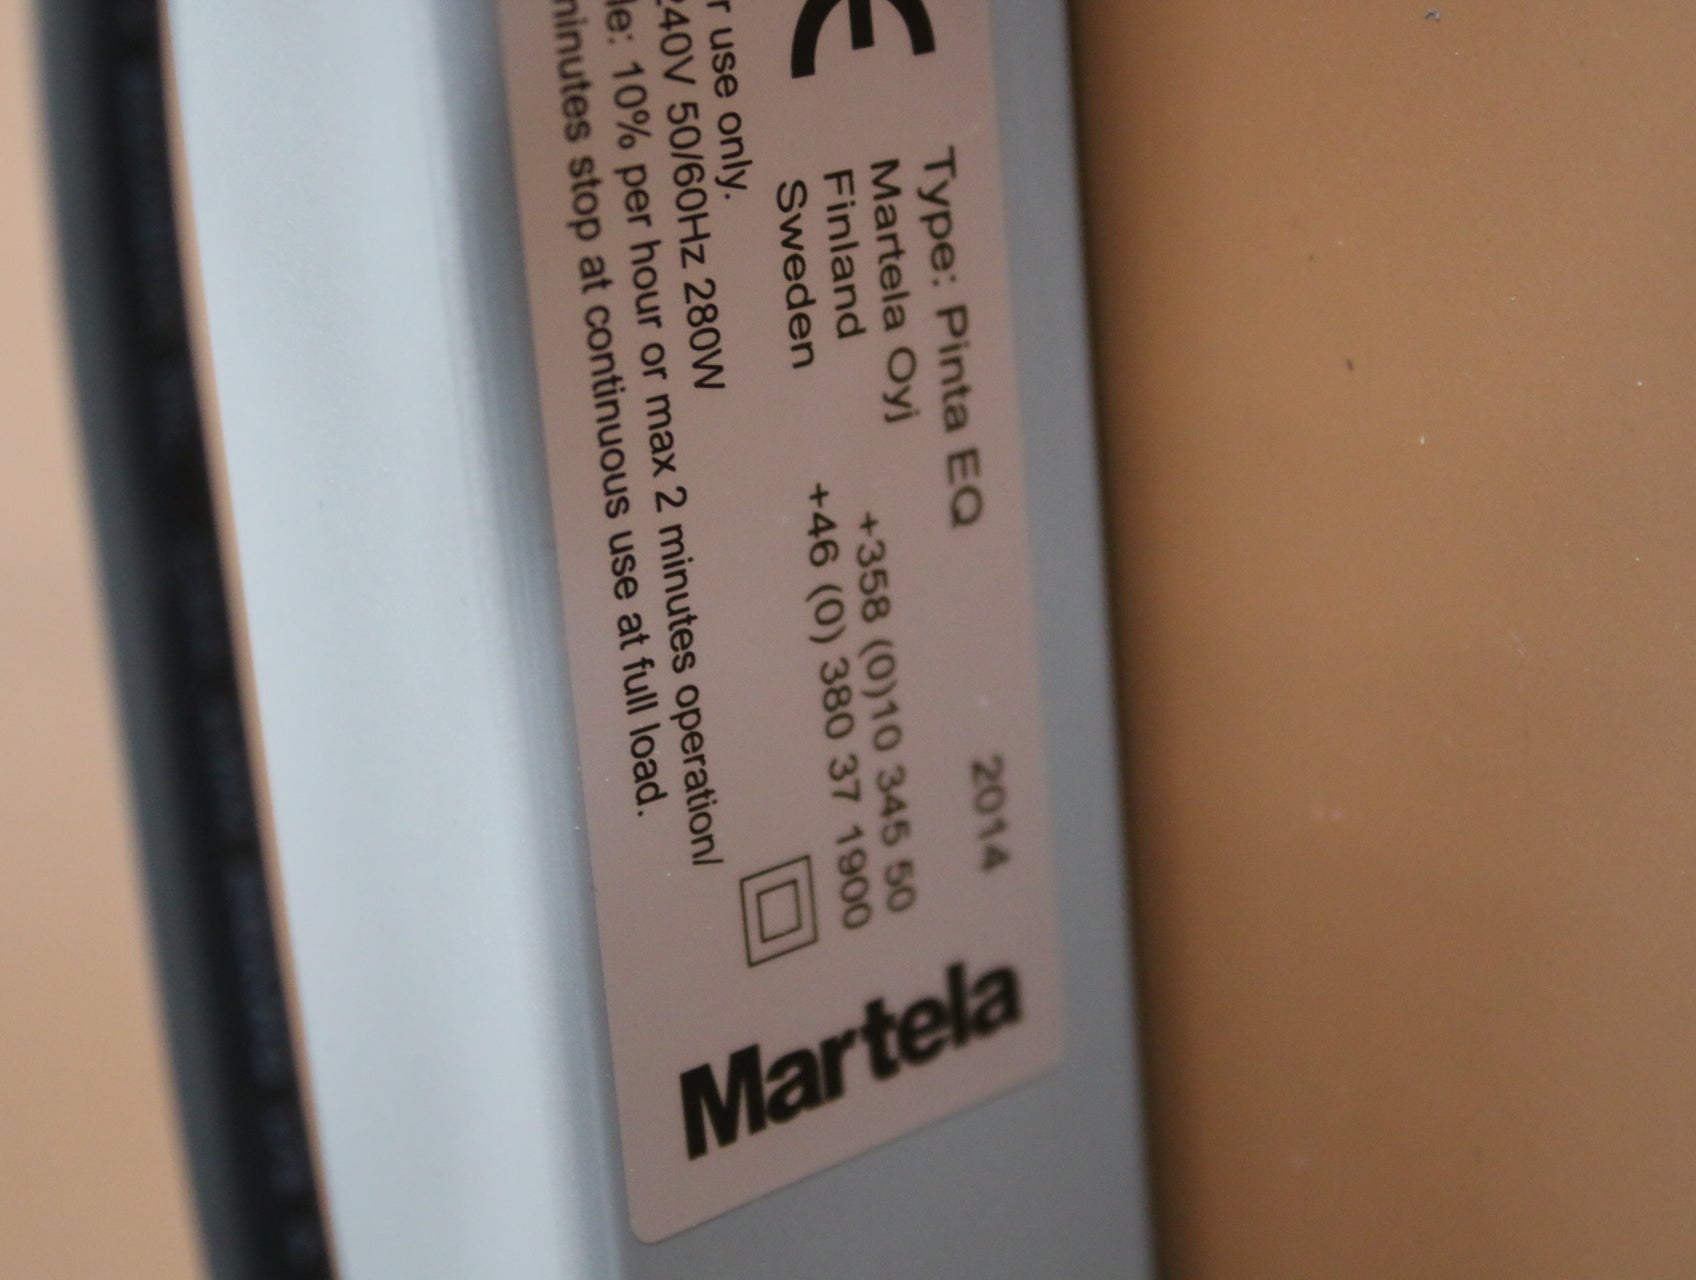 Martela
Type: Pinta EQ 2014
Martela Oyj
Finland +358 (0)10 345 50
Sweden +46 (0) 380 37 1900
CE
use only.
240V 50/60Hz 280W
10% per hour or max 2 minutes operation/
minutes stop at continuous use at full load.